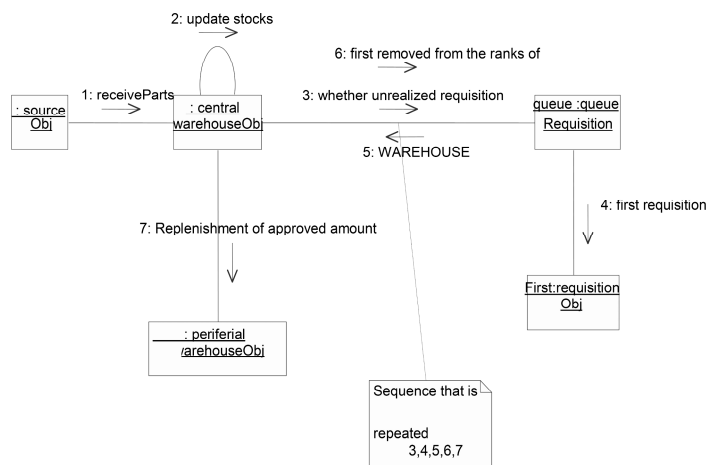 2: update stocks
6: first removed from the ranks of
1: receiveParts
3: whether unrealized requisition
: source
Obj
: central
warehouseObj
queue :queue
Requisition
5: WAREHOUSE
4: first requisition
7: Replenishment of approved amount
First:requisition
Obj
: periferial
arehouseObj
Sequence that is
repeated
3,4,5,6,7